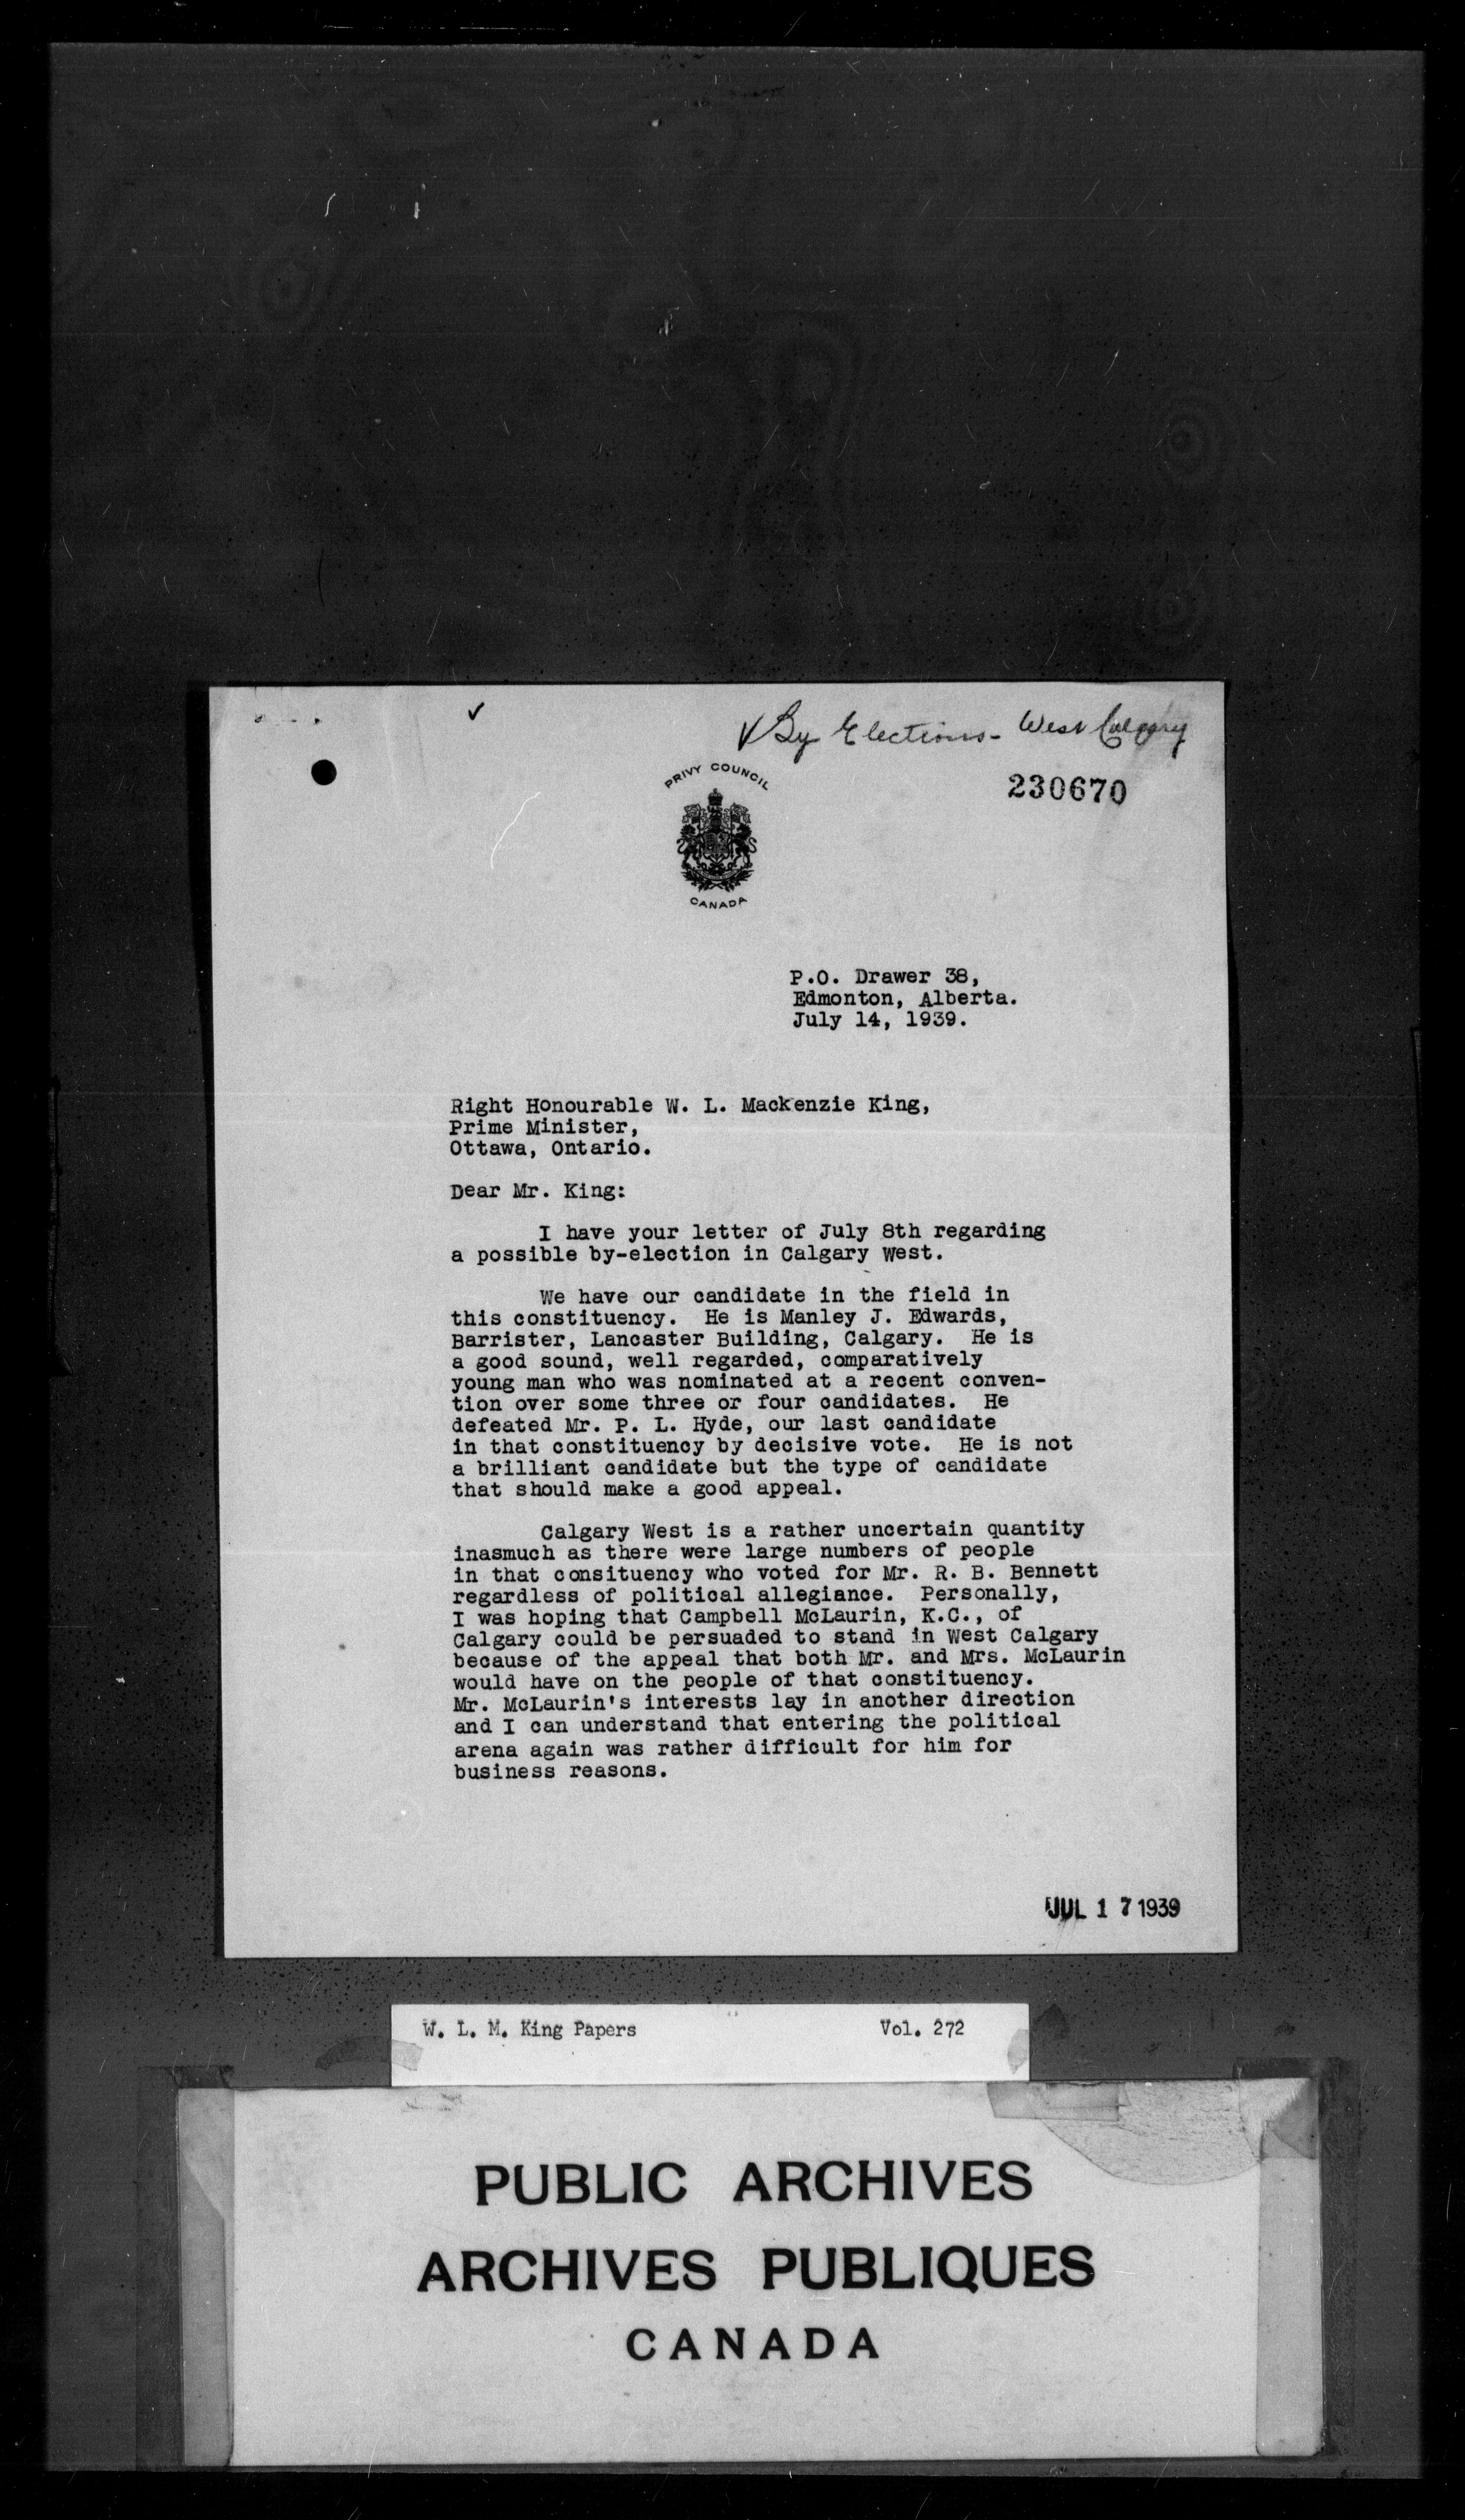 By Elections - West Calgary
230670
PRIVY COUNCIL
CANADA
P.O. Drawer 38,
Edmonton, Alberta.
July 14, 1939.
Right Honourable W. L. Mackenzie King,
Prime Minister,
Ottawa, Ontario.
Dear Mr. King:
I have your letter of July 8th regarding
a possible by-election in Calgary West.
We have our candidate in the field in
this constituency. He is Manley J. Edwards,
Barrister, Lancaster Building, Calgary. He is
a good sound, well regarded, comparatively
young man who was nominated at a recent conven-
tion over some three or four candidates. He
defeated Mr. P. L. Hyde, our last candidate
in that constituency by decisive vote. He is not
a brilliant candidate but the type of candidate
that should make a good appeal.
Calgary West is a rather uncertain quantity
inasmuch as there were large numbers of people
in that consituency who voted for Mr. R. B. Bennett
regardless of political allegiance. Personally,
I was hoping that Campbell McLaurin, K.C., of
Calgary could be persuaded to stand in West Calgary
because of the appeal that both Mr. and Mrs. McLaurin
would have on the people of that constituency.
Mr. McLaurin's interests lay in another direction
and I can understand that entering the political
arena again was rather difficult for him for
business reasons.
JUL 17 1939
W. L. M. King Papers Vol. 272
PUBLIC ARCHIVES
ARCHIVES PUBLIQUES
CANADA